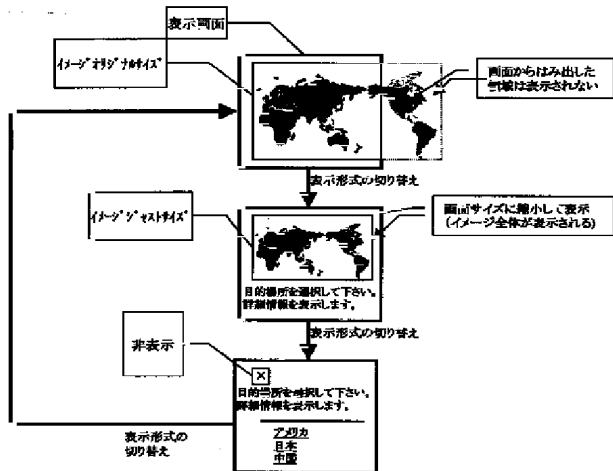 表示画面
イメージオリジナルサイズ
画面からはみ出した
領域は表示されない
表示形式の切り替え
イメージジャストサイズ
画面サイズに縮小して表示
(イメージ全体が表示される)
目的場所を選択して下さい。
詳細情報を表示します。
表示形式の切り替え
非表示
目的場所を選択して下さい。
詳細情報を表示します。
アメリカ
日本
中国
表示形式の
切り替え